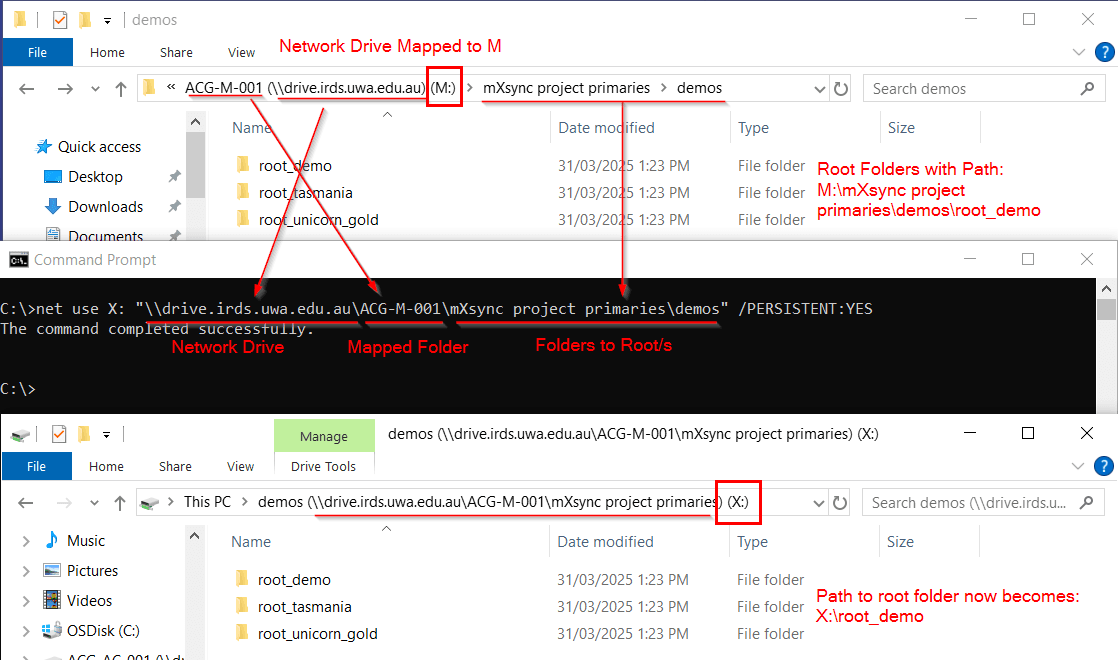 demos
File Home Share View Network Drive Mapped to M
« ACG-M-001 (\\drive.irds.uwa.edu.au) (M:) > mXsync project primaries > demos Search demos
Name Date modified Type Size
Quick access
root_demo 31/03/2025 1:23 PM File folder
Desktop
root_tasmania 31/03/2025 1:23 PM File folder
Downloads
root_unicorn_gold 31/03/2025 1:23 PM File folder
Documents
Root Folders with Path:
M:\mXsync project
primaries\demos\root_demo
Command Prompt
C:\>net use X: "\\drive.irds.uwa.edu.au\ACG-M-001\mXsync project primaries\demos" /PERSISTENT:YES
The command completed successfully.
Network Drive Mapped Folder Folders to Root/s
C:\>
Manage demos (\\drive.irds.uwa.edu.au\ACG-M-001\mXsync project primaries) (X:)
File Home Share View Drive Tools
> This PC > demos (\\drive.irds.uwa.edu.au\ACG-M-001\mXsync project primaries) (X:) Search demos (\\drive.irds.u...
Name Date modified Type Size
Music
Pictures
Videos
OSDisk (C:)
root_demo 31/03/2025 1:23 PM File folder
root_tasmania 31/03/2025 1:23 PM File folder
root_unicorn_gold 31/03/2025 1:23 PM File folder
Path to root folder now becomes:
X:\root_demo